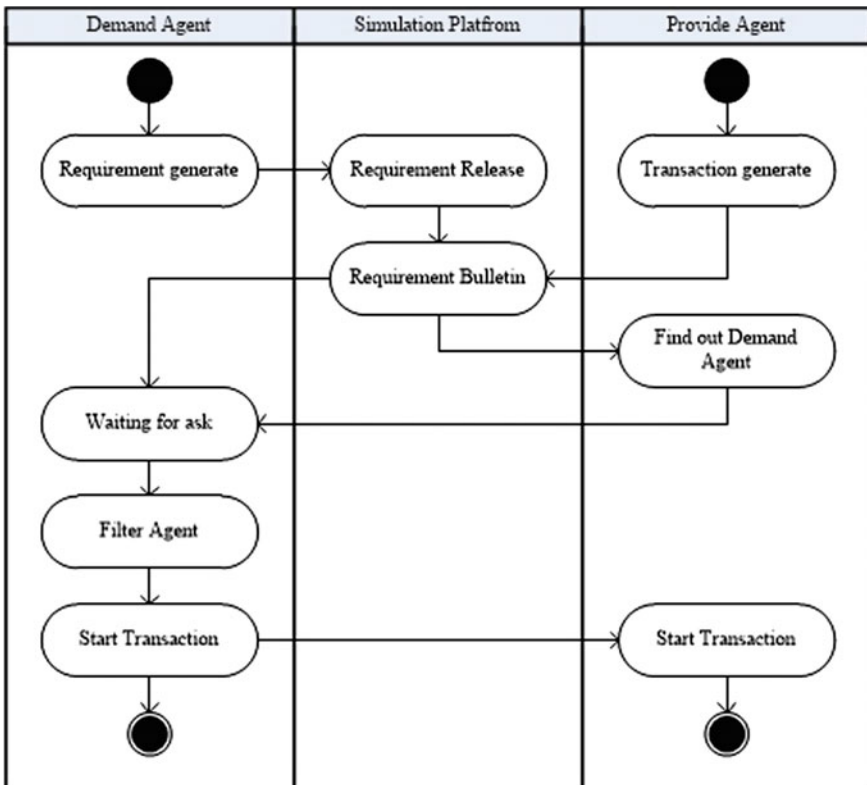 Demand Agent
Simulation Platfrom
Provide Agent
Requirement generate
Requirement Release
Transaction generate
Requirement Bulletin
Find out Demand
Agent
Waiting for ask
Filter Agent
Start Transaction
Start Transaction